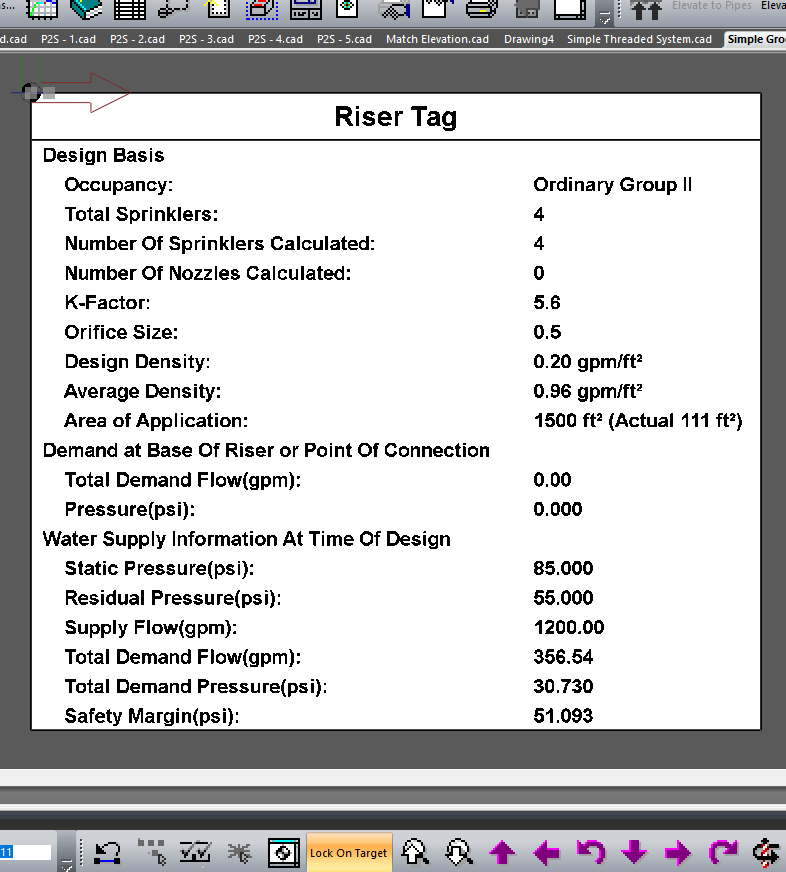 s... Elevate to Pipes Eleva
d.cad P2S - 1.cad P2S - 2.cad P2S - 3.cad P2S - 4.cad P2S - 5.cad Match Elevation.cad Drawing4 Simple Threaded System.cad Simple Gro
Riser Tag
Design Basis
Occupancy: Ordinary Group II
Total Sprinklers: 4
Number Of Sprinklers Calculated: 4
Number Of Nozzles Calculated: 0
K-Factor: 5.6
Orifice Size: 0.5
Design Density: 0.20 gpm/ft²
Average Density: 0.96 gpm/ft²
Area of Application: 1500 ft² (Actual 111 ft²)
Demand at Base Of Riser or Point Of Connection
Total Demand Flow(gpm): 0.00
Pressure(psi): 0.000
Water Supply Information At Time Of Design
Static Pressure(psi): 85.000
Residual Pressure(psi): 55.000
Supply Flow(gpm): 1200.00
Total Demand Flow(gpm): 356.54
Total Demand Pressure(psi): 30.730
Safety Margin(psi): 51.093
11 Lock On Target